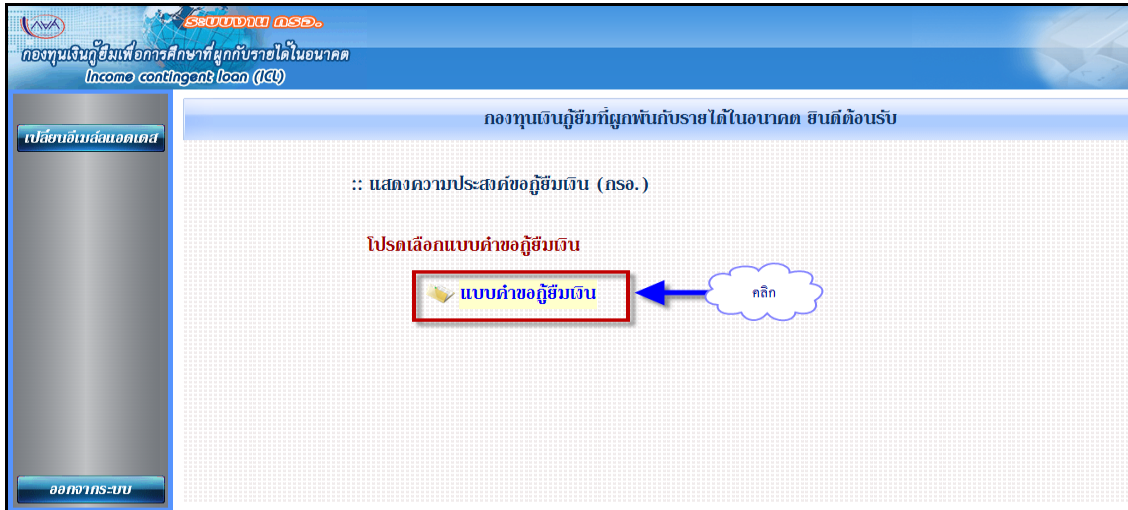 ระบบงาน กรอ.
กองทุนเงินกู้ยืมเพื่อการศึกษาที่ผูกกับรายได้ในอนาคต
Income contingent loan (ICL)
เปลี่ยนอีเมล์แอดเดส
กองทุนเงินกู้ยืมที่ผูกพันกับรายได้ในอนาคต ยินดีต้อนรับ
:: แสดงความประสงค์ขอกู้ยืมเงิน (กรอ.)
โปรดเลือกแบบคำขอกู้ยืมเงิน
แบบคำขอกู้ยืมเงิน
คลิก
ออกจากระบบ